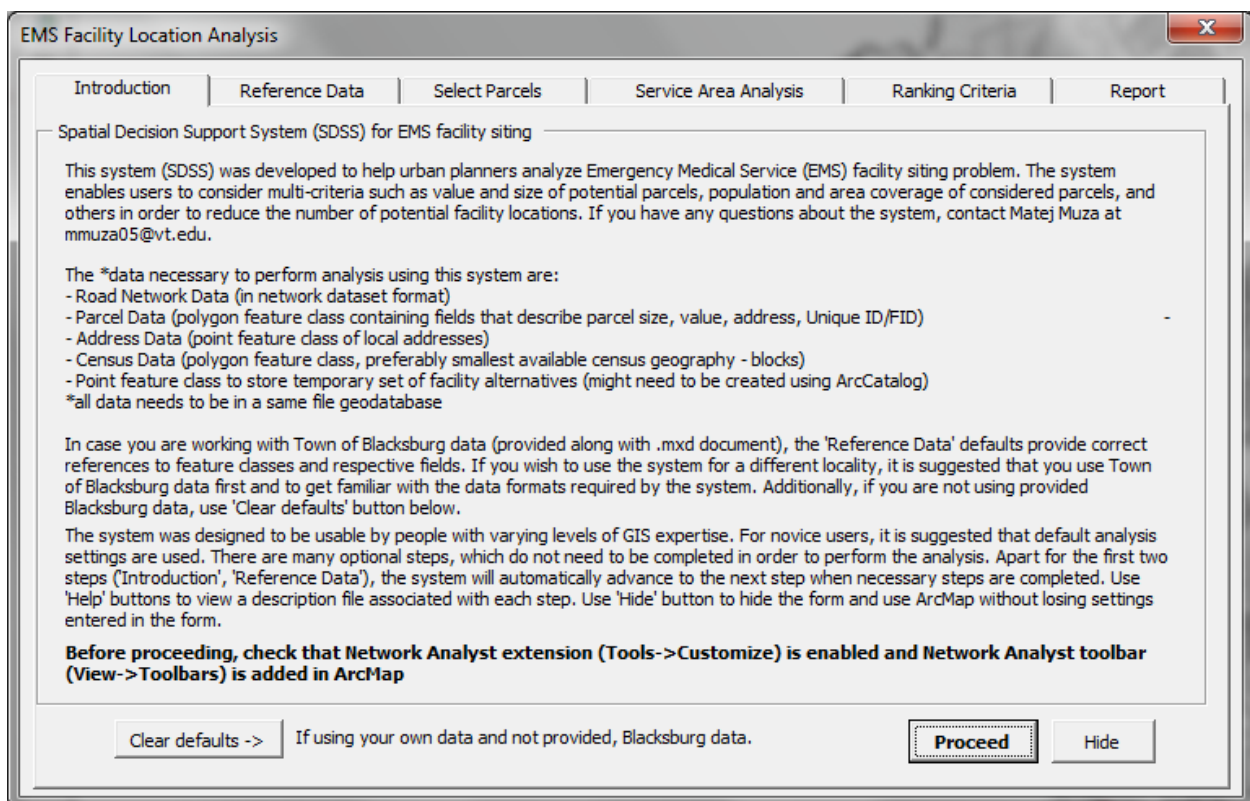 EMS Facility Location Analysis
x
Introduction
Reference Data
Select Parcels
Service Area Analysis
Ranking Criteria
Report
Spatial Decision Support System (SDSS) for EMS facility siting
This system (SDSS) was developed to help urban planners analyze Emergency Medical Service (EMS) facility siting problem. The system
enables users to consider multi-criteria such as value and size of potential parcels, population and area coverage of considered parcels, and
others in order to reduce the number of potential facility locations. If you have any questions about the system, contact Matej Muza at
mmuza05@vt.edu.
The *data necessary to perform analysis using this system are:
- Road Network Data (in network dataset format)
- Parcel Data (polygon feature class containing fields that describe parcel size, value, address, Unique ID/FID) -
- Address Data (point feature class of local addresses)
- Census Data (polygon feature class, preferably smallest available census geography - blocks)
- Point feature class to store temporary set of facility alternatives (might need to be created using ArcCatalog)
*all data needs to be in a same file geodatabase
In case you are working with Town of Blacksburg data (provided along with .mxd document), the 'Reference Data' defaults provide correct
references to feature classes and respective fields. If you wish to use the system for a different locality, it is suggested that you use Town
of Blacksburg data first and to get familiar with the data formats required by the system. Additionally, if you are not using provided
Blacksburg data, use 'Clear defaults' button below.
The system was designed to be usable by people with varying levels of GIS expertise. For novice users, it is suggested that default analysis
settings are used. There are many optional steps, which do not need to be completed in order to perform the analysis. Apart for the first two
steps ('Introduction', 'Reference Data'), the system will automatically advance to the next step when necessary steps are completed. Use
'Help' buttons to view a description file associated with each step. Use 'Hide' button to hide the form and use ArcMap without losing settings
entered in the form.
Before proceeding, check that Network Analyst extension (Tools->Customize) is enabled and Network Analyst toolbar
(View->Toolbars) is added in ArcMap
Clear defaults ->
If using your own data and not provided, Blacksburg data.
Proceed
Hide